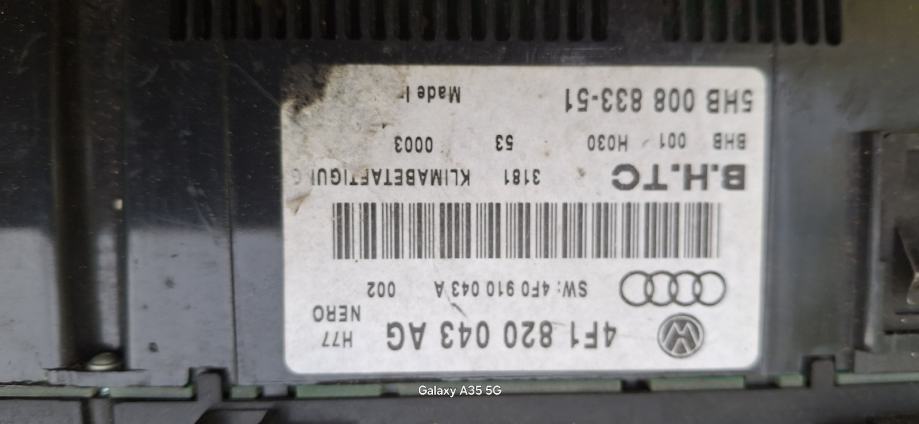 4F1 820 043 AG
H77
NERO
SW: 4F0 910 043 A 002
B.H.TC 3181
BHB 001 H030 53 0003
5HB 008 833-51 Made I
Galaxy A35 5G